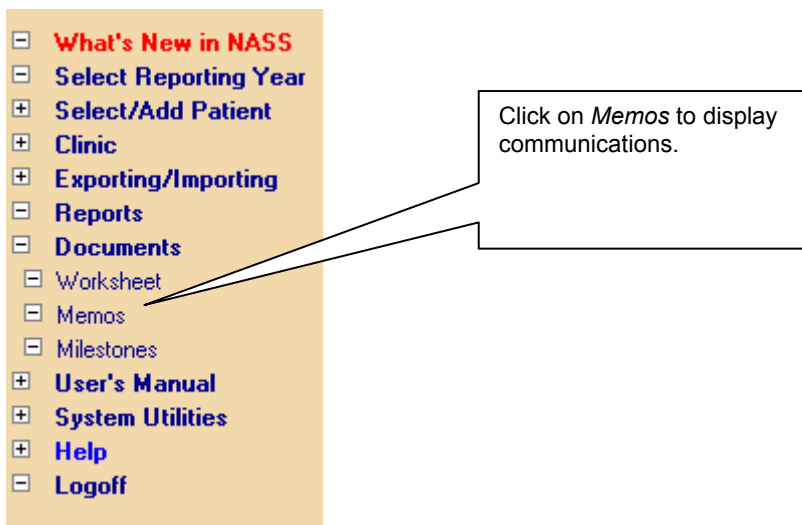 What's New in NASS
Select Reporting Year
Select/Add Patient
Clinic
Exporting/Importing
Reports
Documents
Worksheet
Memos
Milestones
User's Manual
System Utilities
Help
Logoff
Click on Memos to display
communications.